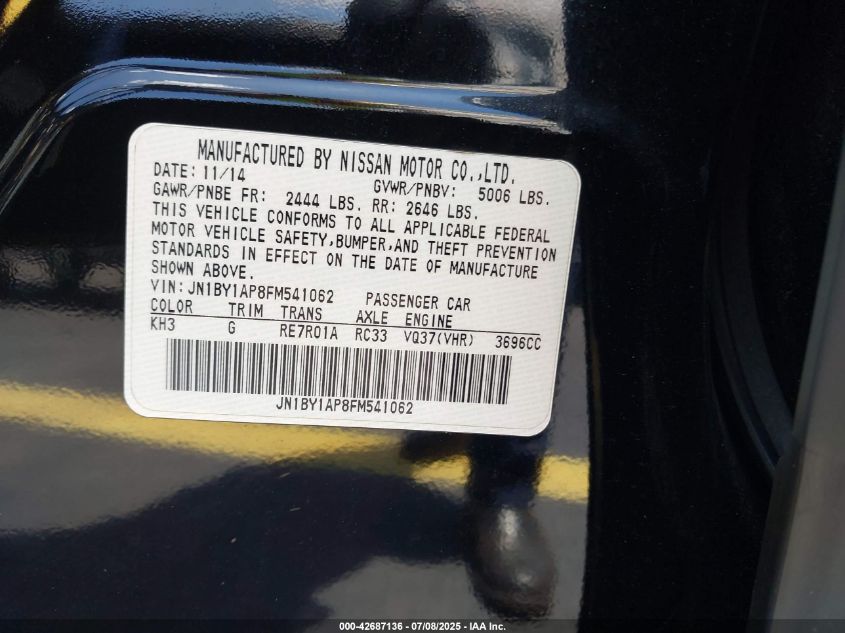 MANUFACTURED BY NISSAN MOTOR CO.,LTD.
DATE: 11/14 GVWR/PNBV: 5006 LBS.
GAWR/PNBE FR: 2444 LBS. RR: 2646 LBS.
THIS VEHICLE CONFORMS TO ALL APPLICABLE FEDERAL
MOTOR VEHICLE SAFETY,BUMPER,AND THEFT PREVENTION
STANDARDS IN EFFECT ON THE DATE OF MANUFACTURE
SHOWN ABOVE.
VIN: JN1BY1AP8FM541062 PASSENGER CAR
COLOR TRIM TRANS AXLE ENGINE
KH3 G RE7R01A RC33 VQ37(VHR) 3696CC
JN1BY1AP8FM541062
000-42687136 - 07/08/2025 - IAA Inc.